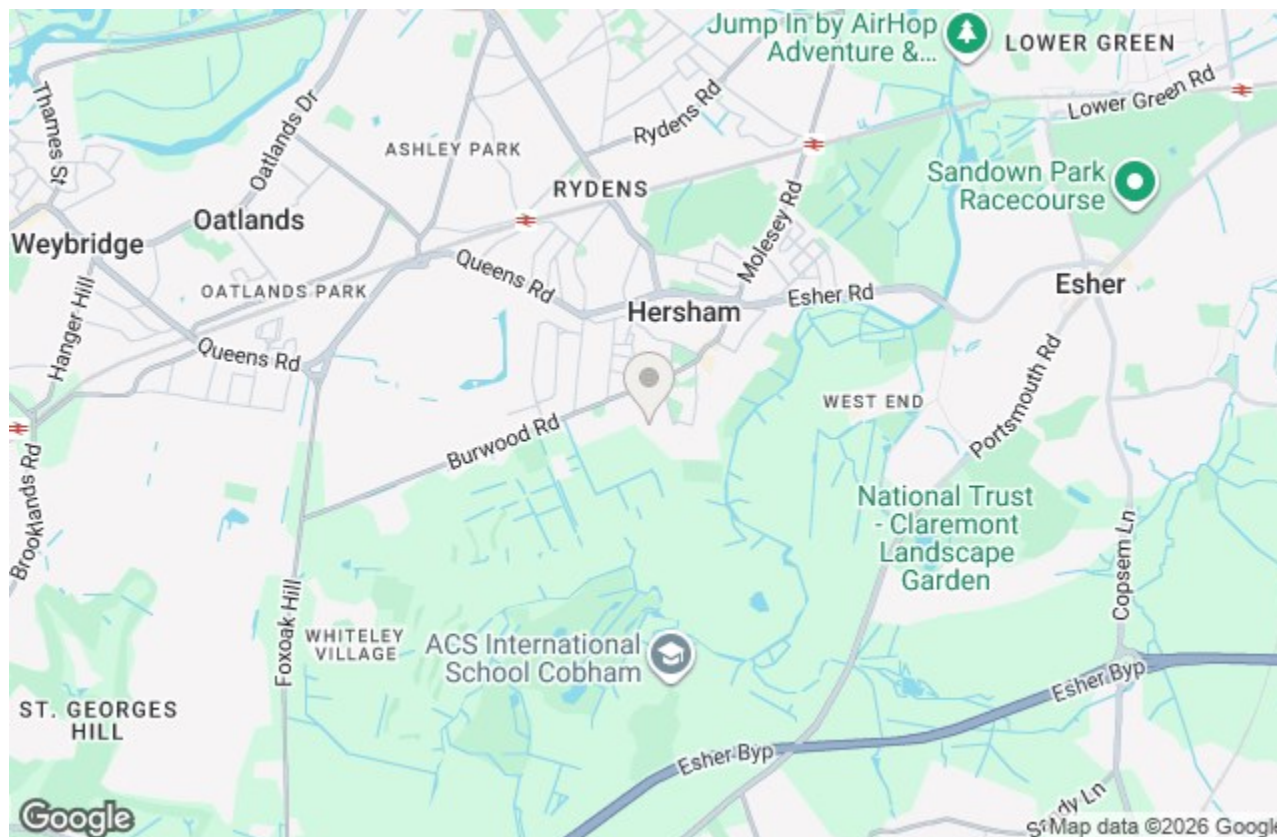 Jump In by AirHop
Adventure &...
LOWER GREEN
Lower Green Rd
Thames St
Oatlands Dr
Rydens Rd
ASHLEY PARK
RYDENS
Sandown Park
Racecourse
Oatlands
Weybridge
Molesey Rd
Queens Rd
OATLANDS PARK
Esher Rd
Esher
Hersham
Hanger Hill
Queens Rd
WEST END
Portsmouth Rd
Burwood Rd
Brooklands Rd
National Trust
- Claremont
Landscape
Garden
Copsem Ln
Foxoak Hill
WHITELEY
VILLAGE
ACS International
School Cobham
Esher Byp
ST. GEORGES
HILL
Esher Byp
Sandy Ln
Google
Map data ©2026 Google